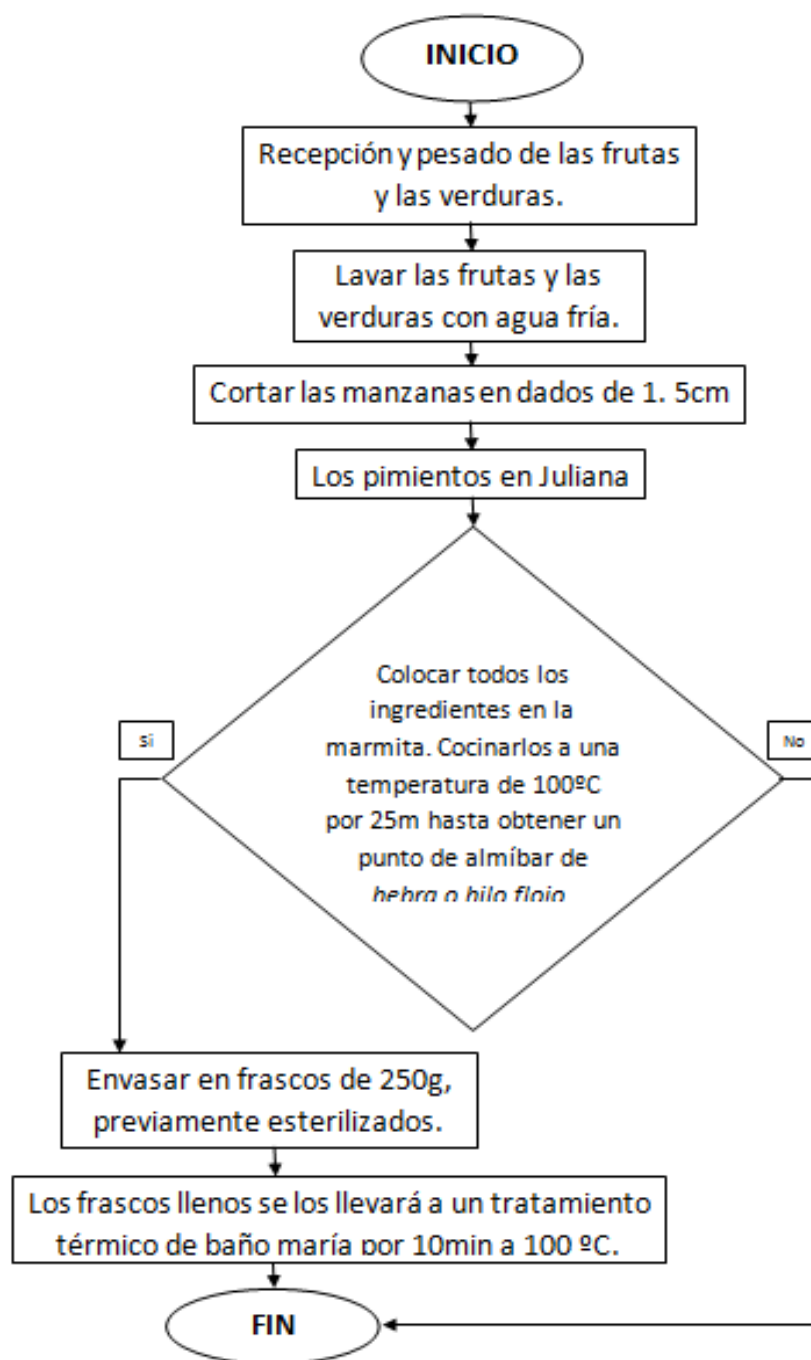 INICIO
Recepción y pesado de las frutas
y las verduras.
Lavar las frutas y las
verduras con agua fría.
Cortar las manzanas en dados de 1. 5cm
Los pimientos en Juliana
Colocar todos los
ingredientes en la
marmita. Cocinarlos a una
temperatura de 100ºC
por 25m hasta obtener un
punto de almíbar de
hebra o hilo flojo
Si
No
Envasar en frascos de 250g,
previamente esterilizados.
Los frascos llenos se los llevará a un tratamiento
térmico de baño maría por 10min a 100 ºC.
FIN